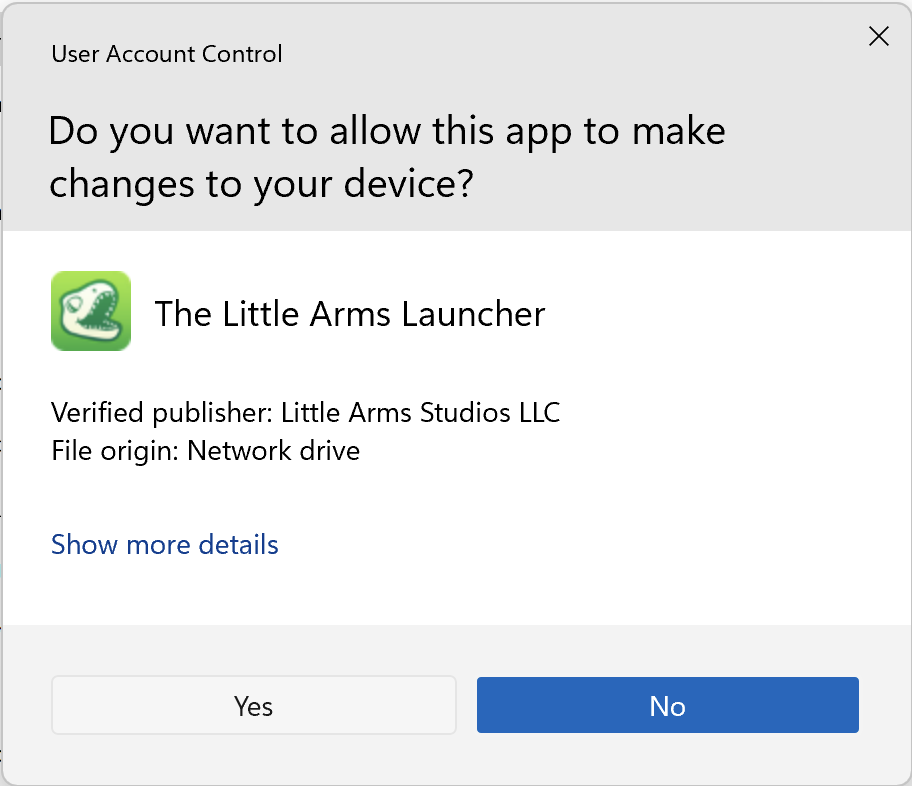 User Account Control
Do you want to allow this app to make
changes to your device?
The Little Arms Launcher
Verified publisher: Little Arms Studios LLC
File origin: Network drive
Show more details
Yes
No